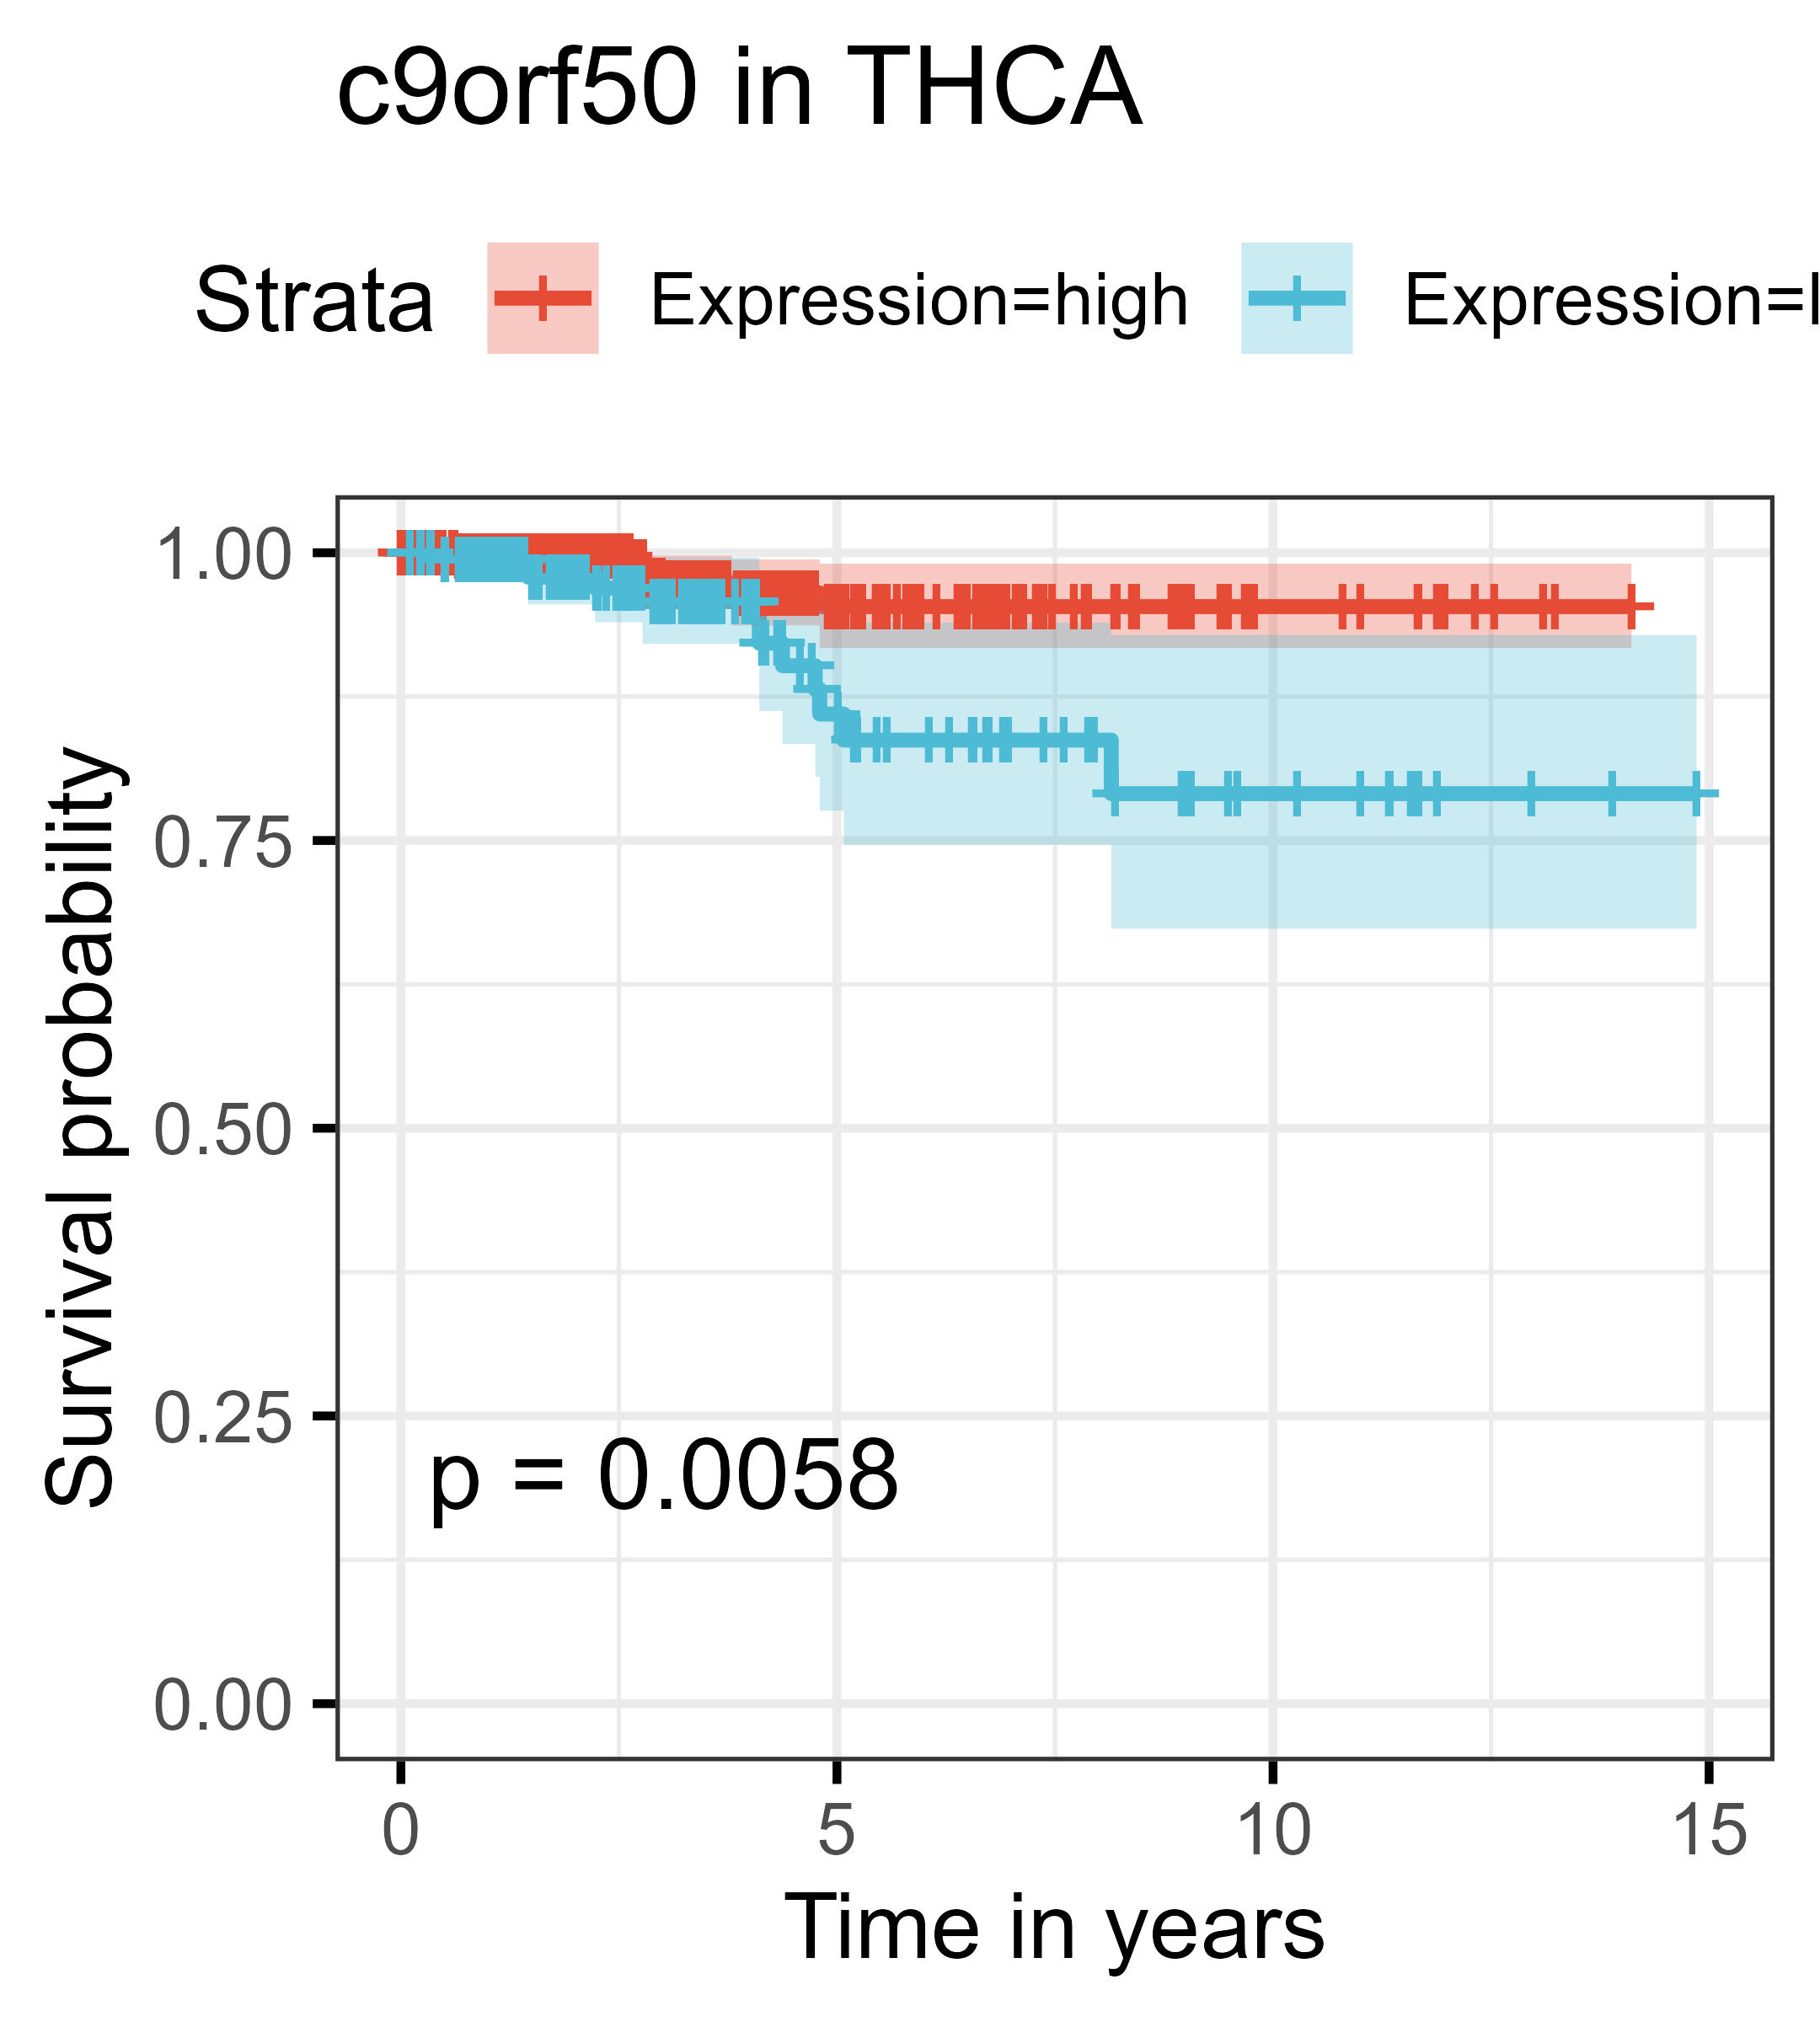 c9orf50 in THCA
Strata Expression=high Expression=l
1.00
0.75
0.50
0.25
0.00
Survival probability
p = 0.0058
0 5 10 15
Time in years